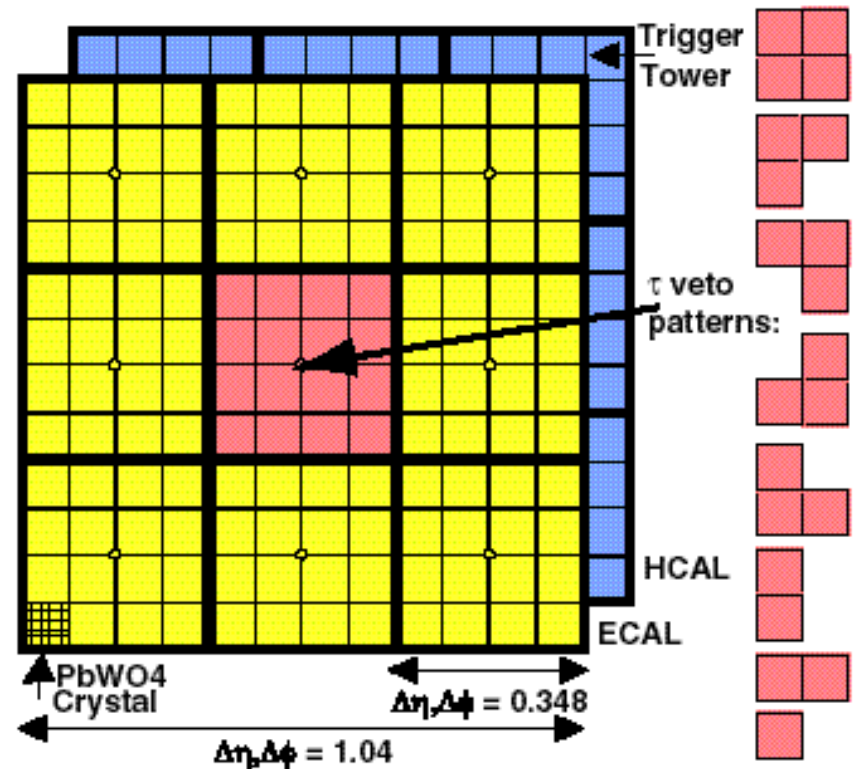 Trigger
Tower
τ veto
patterns:
HCAL
ECAL
PbWO4
Crystal
Δη,Δϕ = 0.348
Δη,Δϕ = 1.04